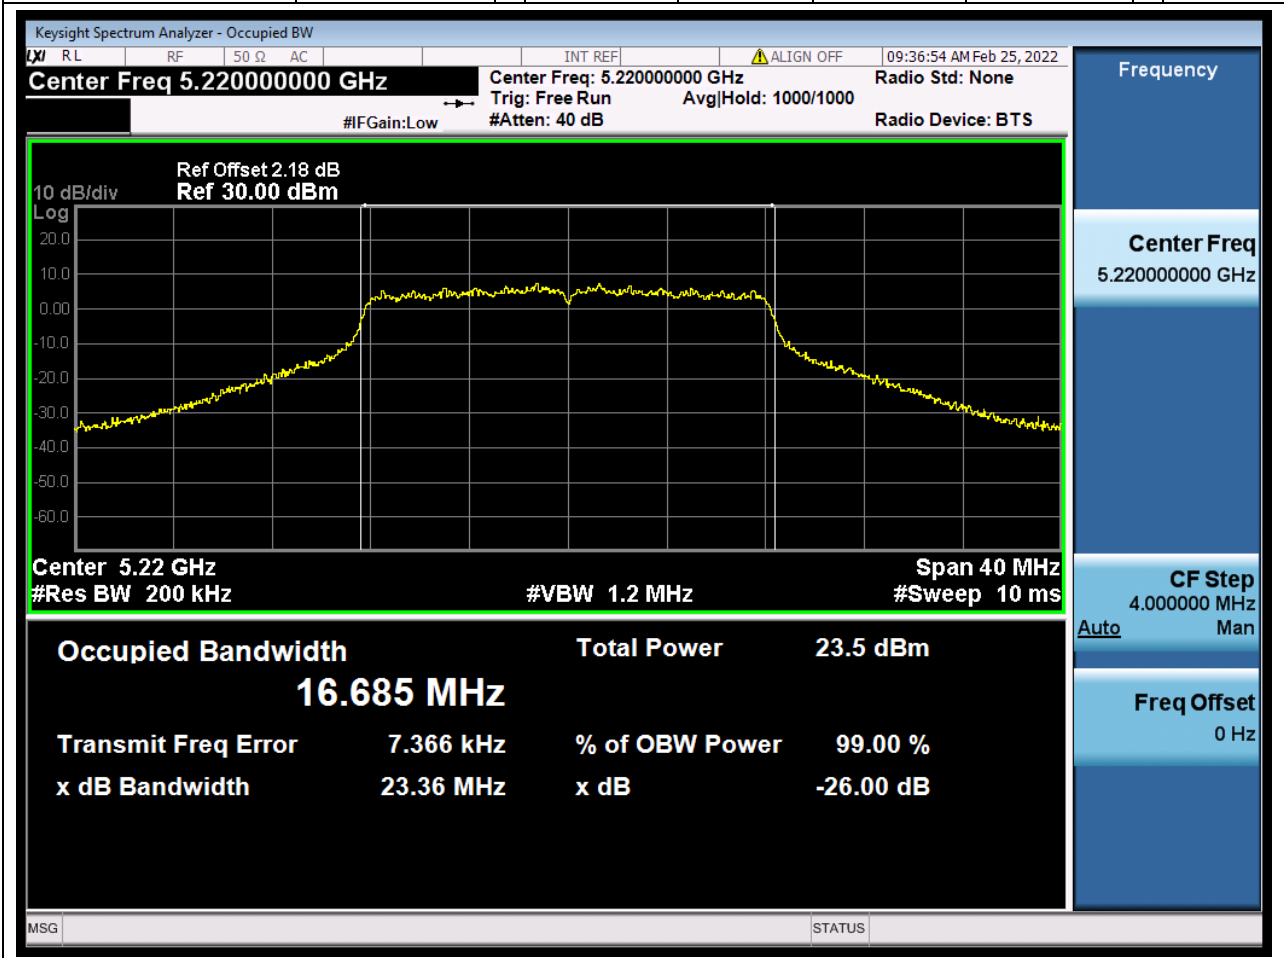 Keysight Spectrum Analyzer - Occupied BW
LXI RL RF 50 Ω AC INT REF ALIGN OFF 09:36:54 AM Feb 25, 2022
Center Freq 5.220000000 GHz
Center Freq: 5.220000000 GHz
Radio Std: None
Trig: Free Run Avg|Hold: 1000/1000
#IFGain:Low
#Atten: 40 dB
Radio Device: BTS
Ref Offset 2.18 dB
10 dB/div Ref 30.00 dBm
Log
20.0
10.0
0.00
-10.0
-20.0
-30.0
-40.0
-50.0
-60.0
Center 5.22 GHz Span 40 MHz
#Res BW 200 kHz #VBW 1.2 MHz #Sweep 10 ms
Occupied Bandwidth Total Power 23.5 dBm
16.685 MHz
Transmit Freq Error 7.366 kHz % of OBW Power 99.00 %
x dB Bandwidth 23.36 MHz x dB -26.00 dB
Frequency
Center Freq
5.220000000 GHz
CF Step
4.000000 MHz
Auto Man
Freq Offset
0 Hz
MSG STATUS